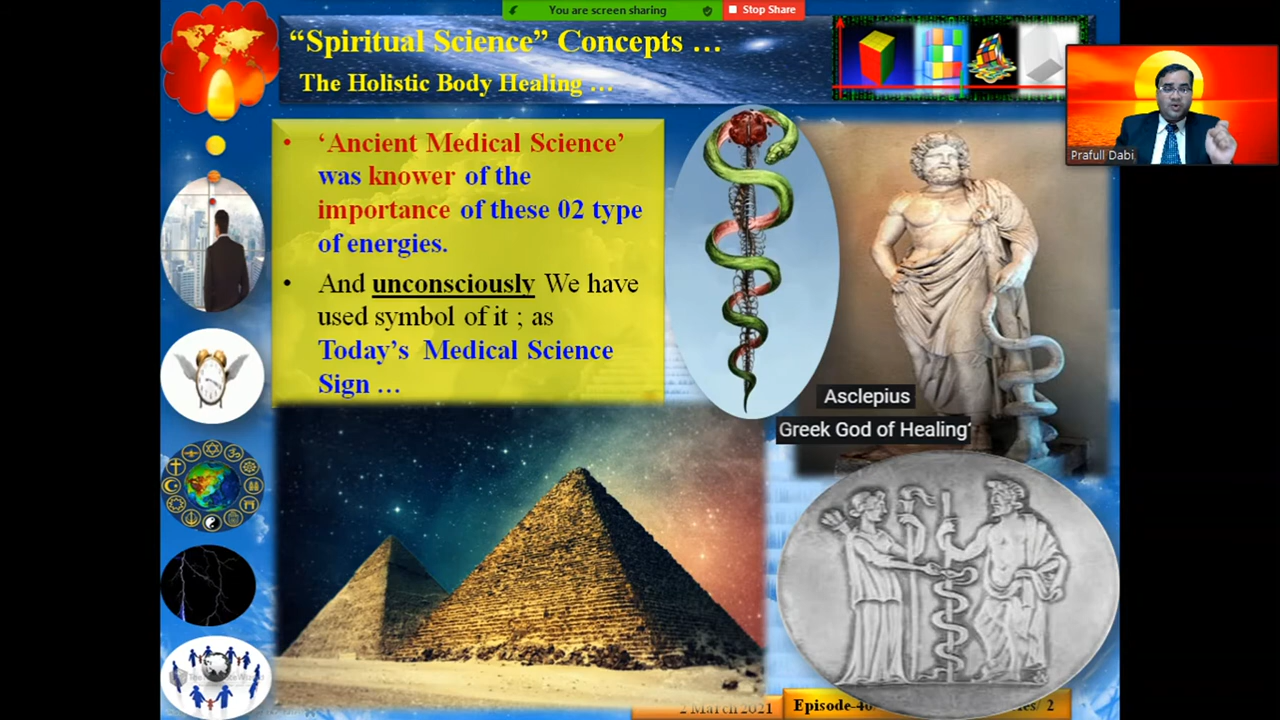 You are screen sharing
Stop Share
“Spiritual Science” Concepts …
The Holistic Body Healing …
Prafull Dabi
• ‘Ancient Medical Science’
was knower of the
importance of these 02 type
of energies.
• And unconsciously We have
used symbol of it ; as
Today’s Medical Science
Sign …
Asclepius
Greek God of Healing’
2 March 2021
Episode-40
/ 2